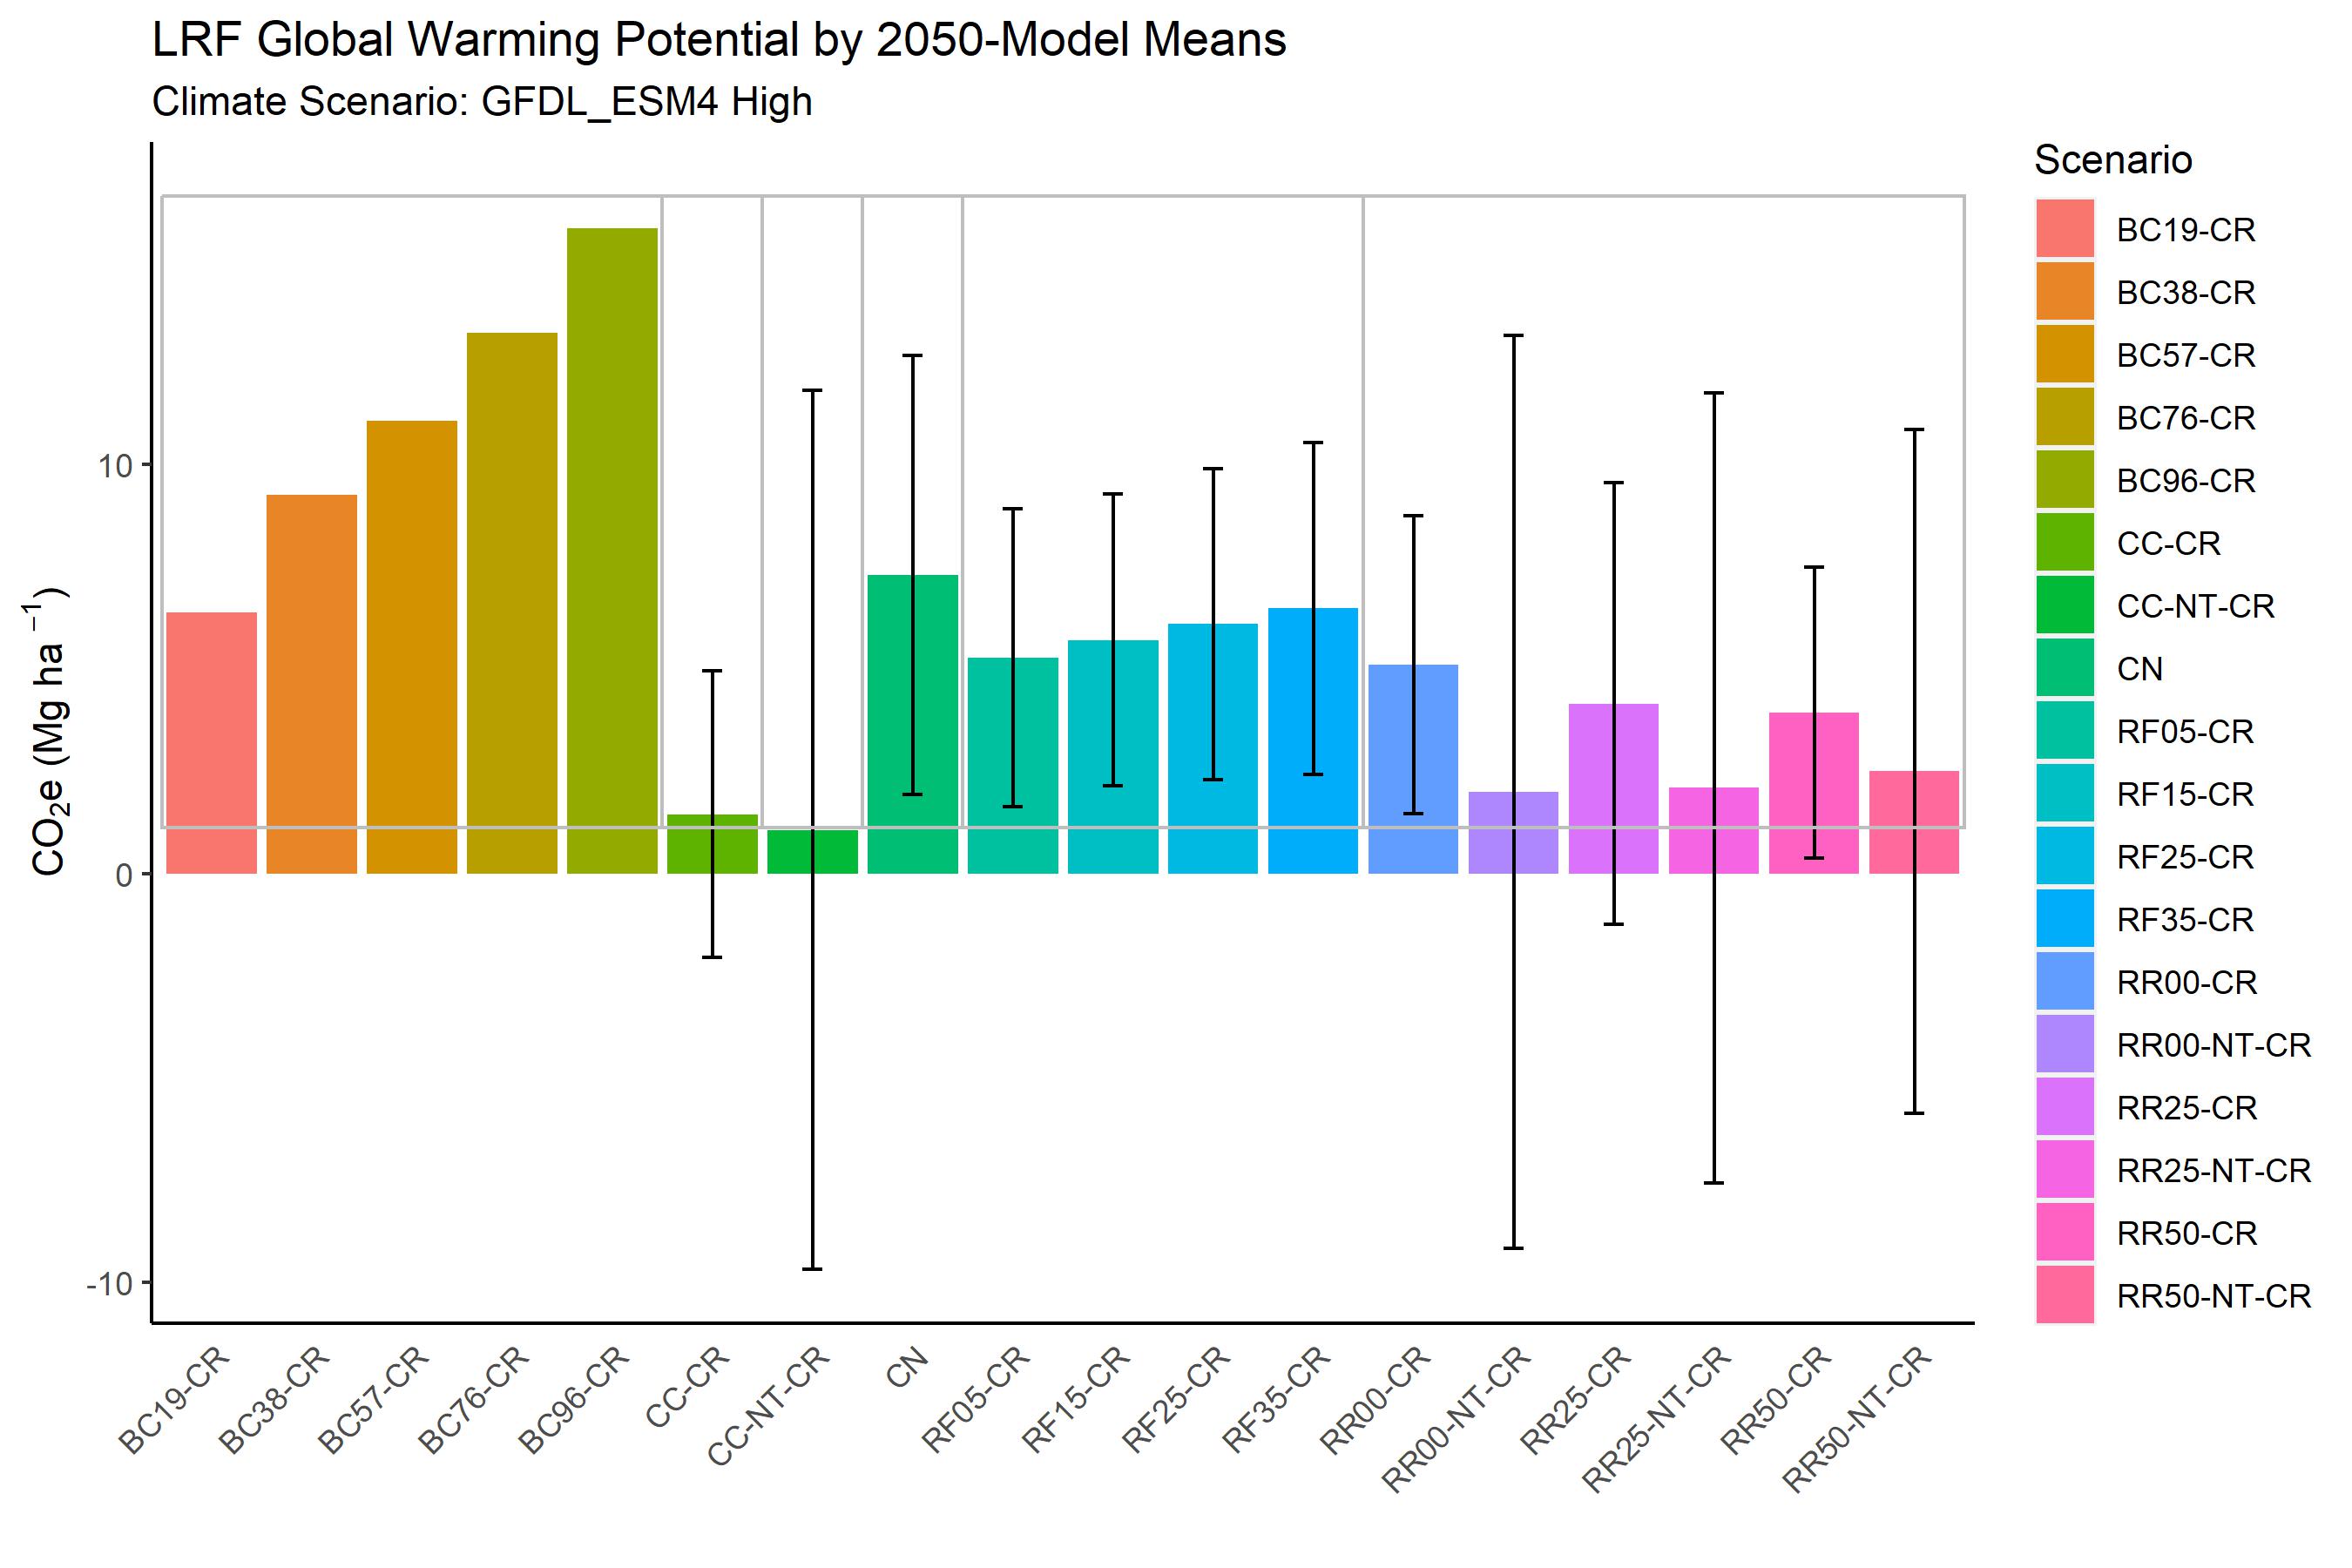 LRF Global Warming Potential by 2050-Model Means
Climate Scenario: GFDL_ESM4 High
CO₂e (Mg ha ⁻¹)
10
0
-10
BC19-CR
BC38-CR
BC57-CR
BC76-CR
BC96-CR
CC-CR
CC-NT-CR
CN
RF05-CR
RF15-CR
RF25-CR
RF35-CR
RR00-CR
RR00-NT-CR
RR25-CR
RR25-NT-CR
RR50-CR
RR50-NT-CR
Scenario
BC19-CR
BC38-CR
BC57-CR
BC76-CR
BC96-CR
CC-CR
CC-NT-CR
CN
RF05-CR
RF15-CR
RF25-CR
RF35-CR
RR00-CR
RR00-NT-CR
RR25-CR
RR25-NT-CR
RR50-CR
RR50-NT-CR